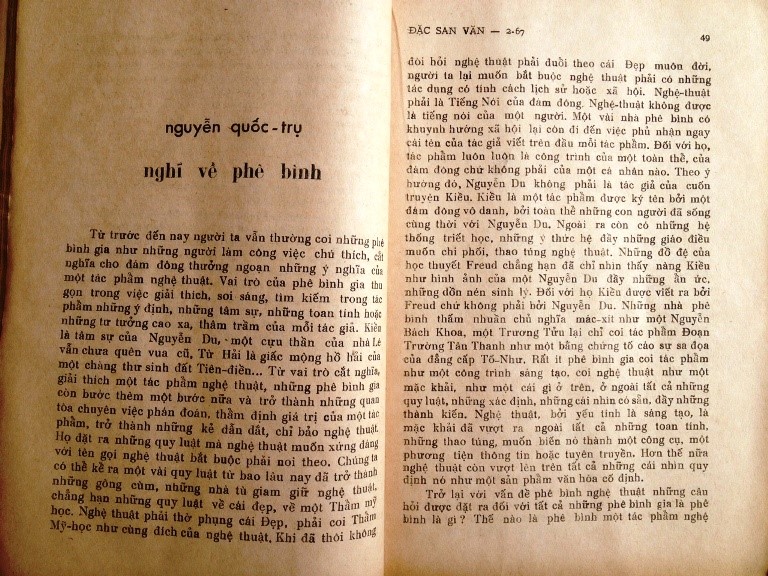 nguyễn quốc-trụ
nghĩ về phê bình
Từ trước đến nay người ta vẫn thường coi những phê
bình gia như những người làm công việc chú thích, cắt
nghĩa cho đám đông thưởng ngoạn những ý nghĩa của
một tác phẩm nghệ thuật. Vai trò của phê bình gia thu
gọn trong việc giải thích, soi sáng, tìm kiếm trong tác
phẩm những ý định, những tâm sự, những toan tính hoặc
những tư tưởng cao xa, thâm trầm của mỗi tác giả. Kiều
là tâm sự của Nguyễn Du, một cựu thần của nhà Lê
vẫn chưa quên vua cũ, Từ Hải là giấc mộng hồ hải của
một chàng thư sinh đất Tiên-điền... Từ vai trò cắt nghĩa,
giải thích một tác phẩm nghệ thuật, những phê bình gia
còn bước thêm một bước nữa và trở thành những quan
tòa chuyên việc phán đoán, thẩm định giá trị của một tác
phẩm, trở thành những kẻ dẫn dắt, chỉ bảo nghệ thuật.
Họ đặt ra những quy luật mà nghệ thuật muốn xứng đáng
với tên gọi nghệ thuật bắt buộc phải noi theo. Chúng ta
có thể kể ra một vài quy luật từ bao lâu nay đã trở thành
những gông cùm, những nhà tù giam giữ nghệ thuật,
chẳng hạn những quy luật về cái đẹp, về một Thẩm mỹ
học. Nghệ thuật phải thờ phụng cái Đẹp, phải coi Thẩm
Mỹ-học như cùng đích của nghệ thuật. Khi đã thôi không
ĐẶC SAN VĂN — 2-67
49
đòi hỏi nghệ thuật phải đuổi theo cái Đẹp muôn đời,
người ta lại muốn bắt buộc nghệ thuật phải có những
tác dụng có tính cách lịch sử hoặc xã hội. Nghệ-thuật
phải là Tiếng Nói của đám đông. Nghệ-thuật không được
là tiếng nói của một người. Một vài nhà phê bình có
khuynh hướng xã hội lại còn đi đến việc phủ nhận ngay
cái tên của tác giả viết trên đầu mỗi tác phẩm. Đối với họ,
tác phẩm luôn luôn là công trình của một toàn thể, của
đám đông chứ không phải của một cá nhân nào. Theo ý
hướng đó, Nguyễn Du không phải là tác giả của cuốn
truyện Kiều. Kiều là một tác phẩm được ký tên bởi một
đám đông vô danh, bởi toàn thể những con người đã sống
cùng thời với Nguyễn Du. Ngoài ra còn có những hệ
thống triết học, những ý thức hệ đầy những giáo điều
muốn chi phối, thao túng nghệ thuật. Những đồ đệ của
học thuyết Freud chẳng hạn đã chỉ nhìn thấy nàng Kiều
như hình ảnh của một Nguyễn Du đầy những ẩn ức,
những dồn nén sinh lý. Đối với họ Kiều được viết ra bởi
Freud chứ không phải bởi Nguyễn Du. Những nhà phê
bình thấm nhuần chủ nghĩa mác-xít như một Nguyễn
Bách Khoa, một Trương Tửu lại chỉ coi tác phẩm Đoạn
Trường Tân Thanh như một bằng chứng tố cáo sự sa đọa
của đẳng cấp Tố-Như. Rất ít phê bình gia coi tác phẩm
như một công trình sáng tạo, coi nghệ thuật như một
mặc khải, như một cái gì ở trên, ở ngoài tất cả những
quy luật, những xác định, những cái nhìn có sẵn, đầy những
thành kiến. Nghệ thuật, bởi yếu tính là sáng tạo, là
mặc khải đã vượt ra ngoài tất cả những toan tính,
những thao túng, muốn biến nó thành một công cụ, một
phương tiện thông tin hoặc tuyên truyền. Hơn thế nữa
nghệ thuật còn vượt lên trên tất cả những cái nhìn quy
định nó như một sản phẩm văn hóa cố định.
Trở lại với vấn đề phê bình nghệ thuật những câu
hỏi được đặt ra đối với tất cả những phê bình gia là phê
bình là gì? Thế nào là phê bình một tác phẩm nghệ